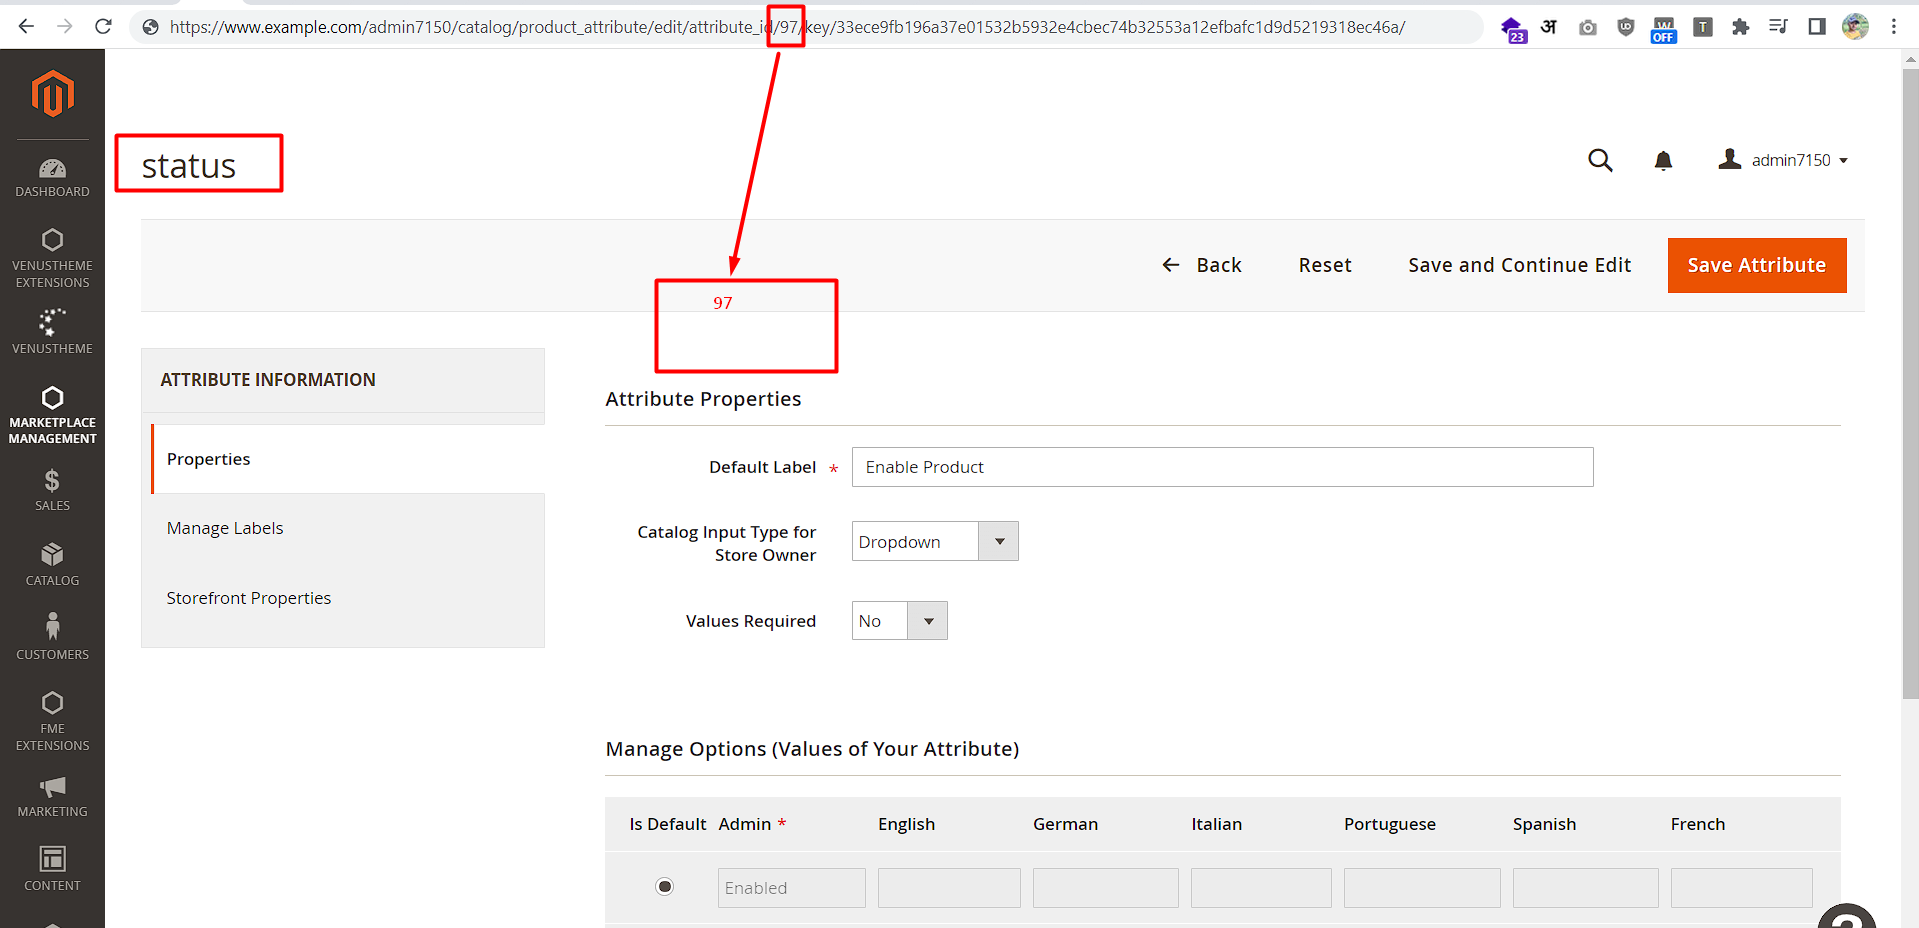 https://www.example.com/admin7150/catalog/product_attribute/edit/attribute_id/97/key/33ece9fb196a37e01532b5932e4cbec74b32553a12efbafc1d9d5219318ec46a/
23
अ
OFF
T
status
admin7150
DASHBOARD
VENUSTHEME
EXTENSIONS
VENUSTHEME
MARKETPLACE
MANAGEMENT
SALES
CATALOG
CUSTOMERS
FME
EXTENSIONS
MARKETING
CONTENT
Back
Reset
Save and Continue Edit
Save Attribute
97
ATTRIBUTE INFORMATION
Properties
Manage Labels
Storefront Properties
Attribute Properties
Default Label *
Enable Product
Catalog Input Type for
Store Owner
Dropdown
Values Required
No
Manage Options (Values of Your Attribute)
Is Default Admin * English German Italian Portuguese Spanish French
Enabled